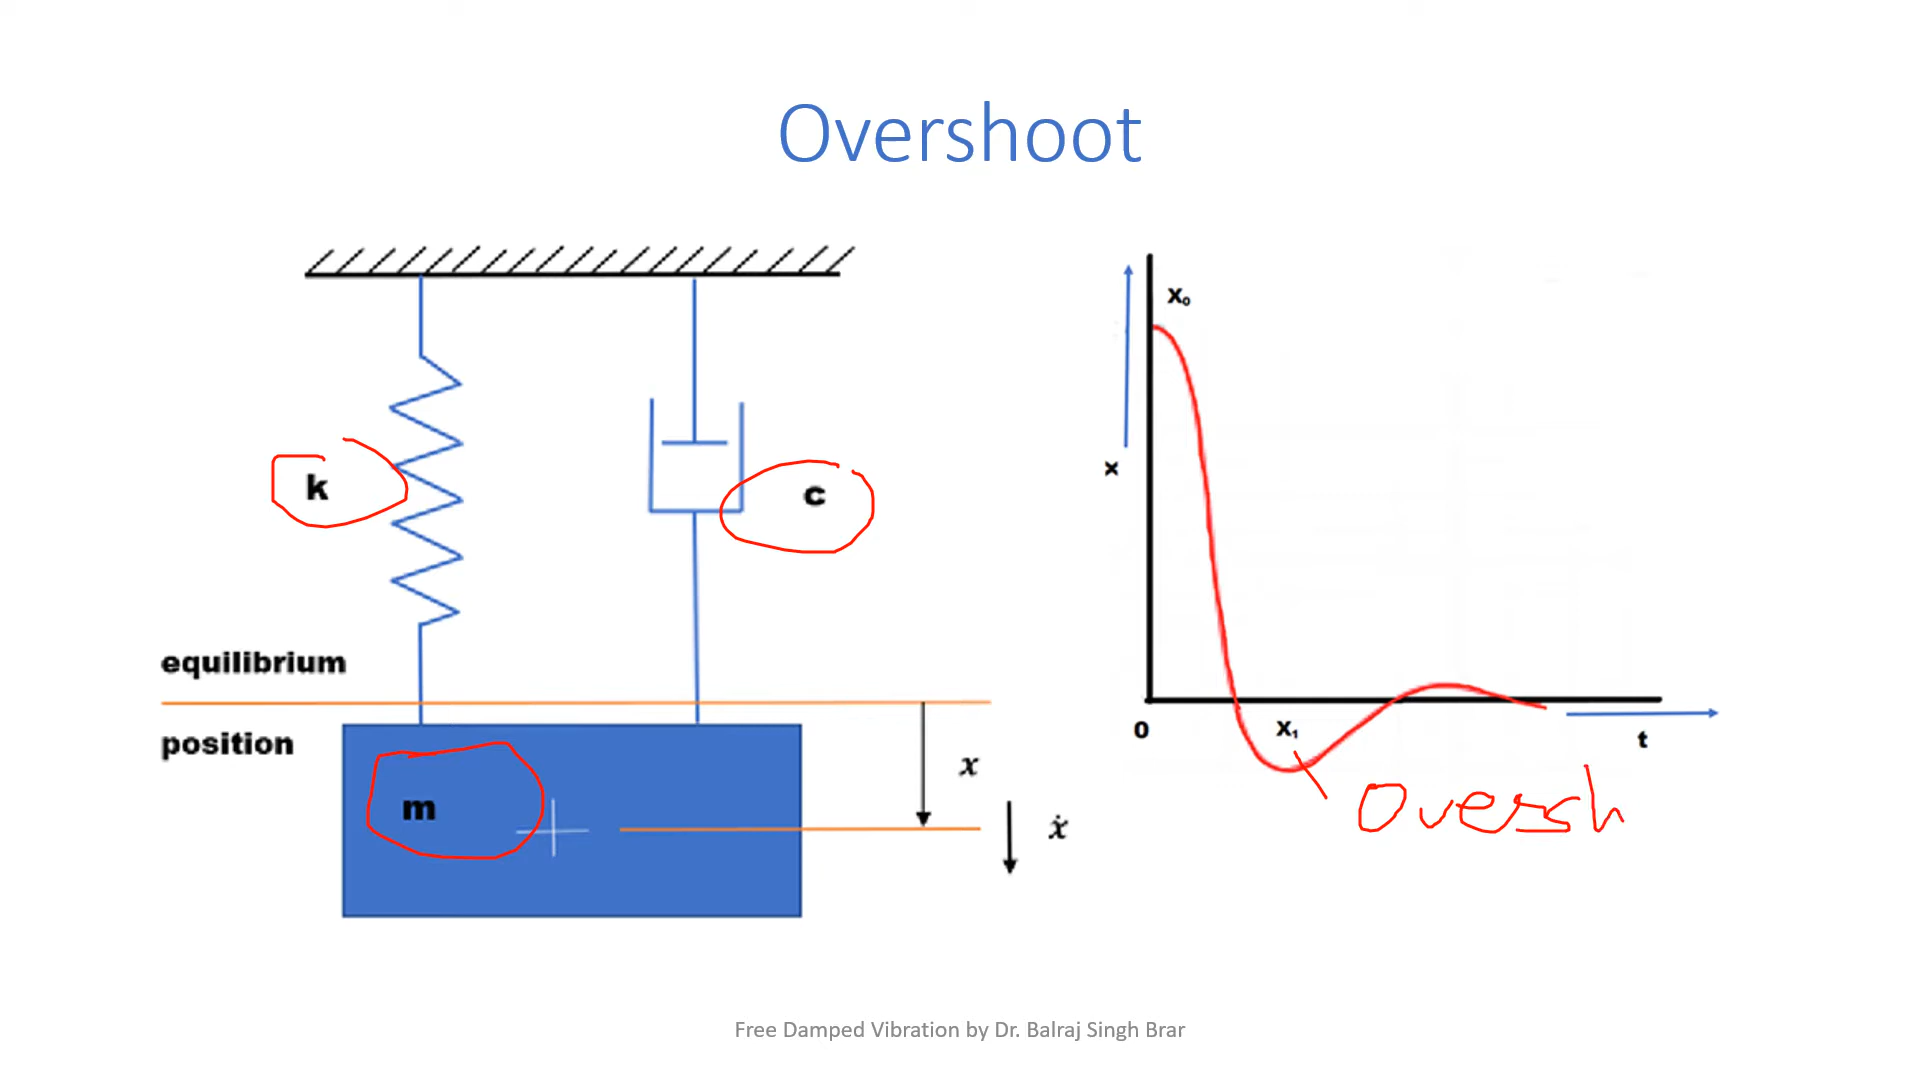 Overshoot
k
c
equilibrium
position
m
x
ẋ
x₀
x
0
x₁
t
Oversh
Free Damped Vibration by Dr. Balraj Singh Brar